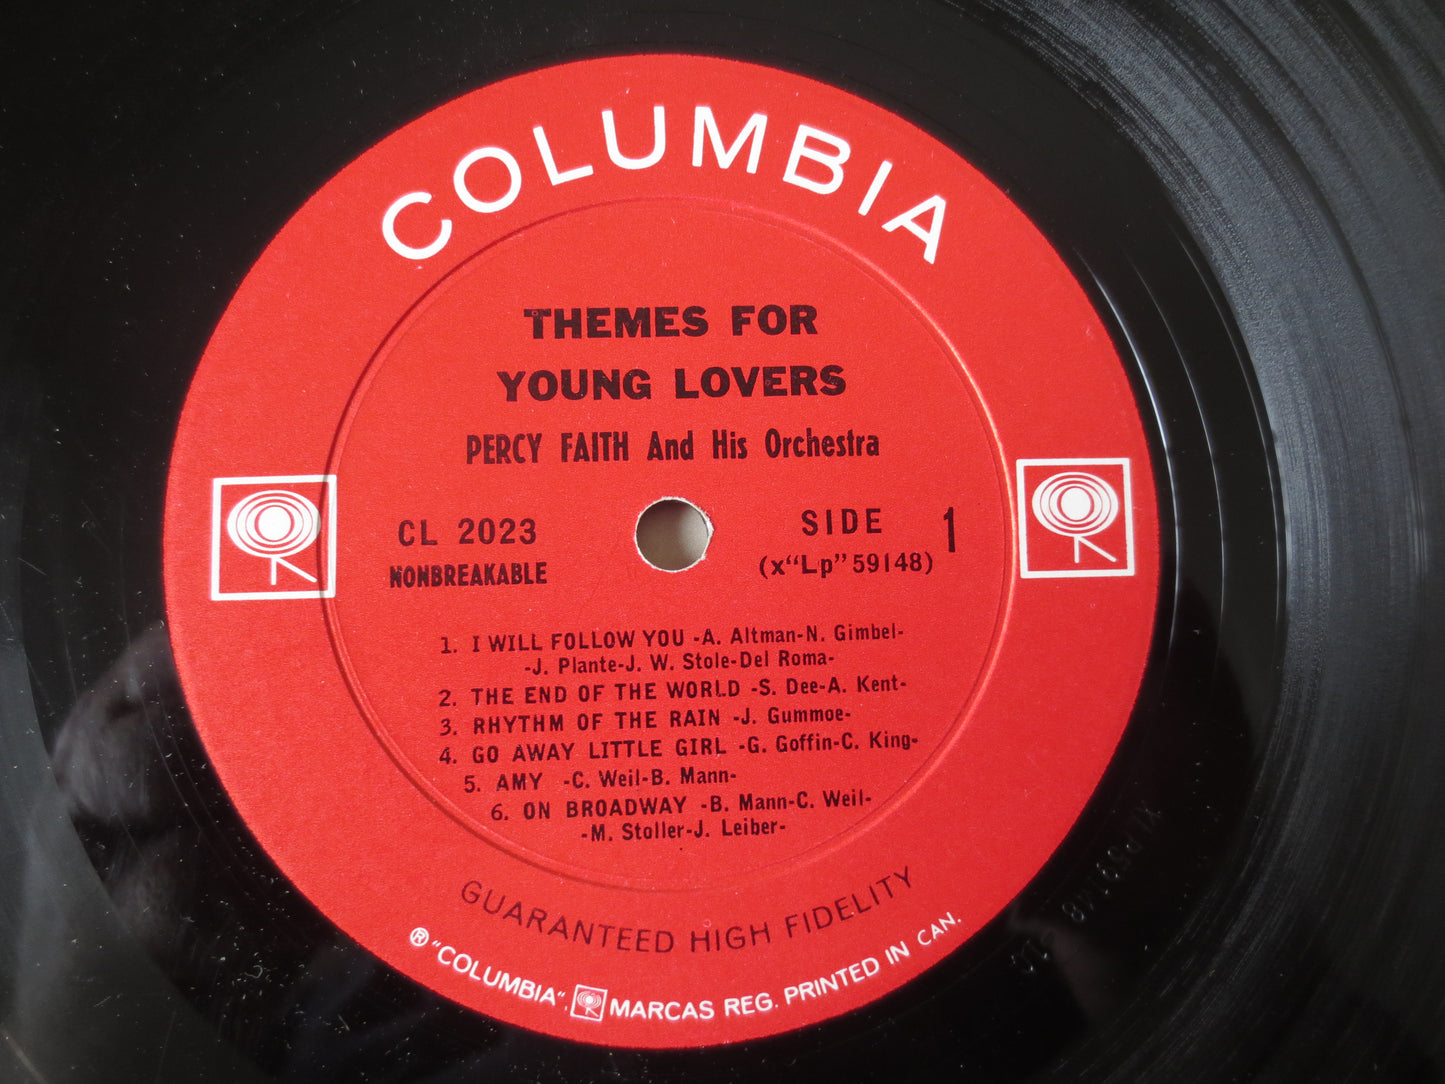 COLUMBIA
THEMES FOR
YOUNG LOVERS
PERCY FAITH And His Orchestra
CL 2023
NONBREAKABLE
SIDE 1
(x"Lp" 59148)
1. I WILL FOLLOW YOU -A. Altman-N. Gimbel-
-J. Plante-J. W. Stole-Del Roma-
2. THE END OF THE WORLD -S. Dee-A. Kent-
3. RHYTHM OF THE RAIN -J. Gummoe-
4. GO AWAY LITTLE GIRL -G. Goffin-C. King-
5. AMY -C. Weil-B. Mann-
6. ON BROADWAY -B. Mann-C. Weil-
-M. Stoller-J. Leiber-
GUARANTEED HIGH FIDELITY
® "COLUMBIA", MARCAS REG. PRINTED IN CAN.